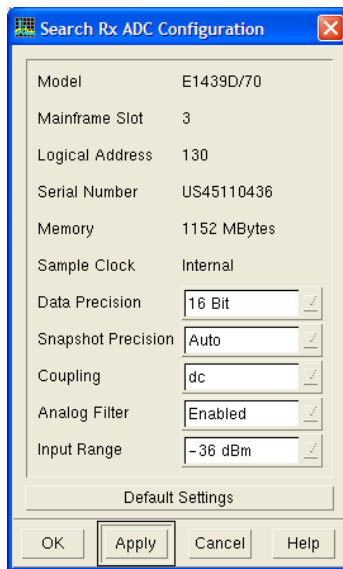 Search Rx ADC Configuration
Model E1439D/70
Mainframe Slot 3
Logical Address 130
Serial Number US45110436
Memory 1152 MBytes
Sample Clock Internal
Data Precision 16 Bit
Snapshot Precision Auto
Coupling dc
Analog Filter Enabled
Input Range -36 dBm
Default Settings
OK Apply Cancel Help